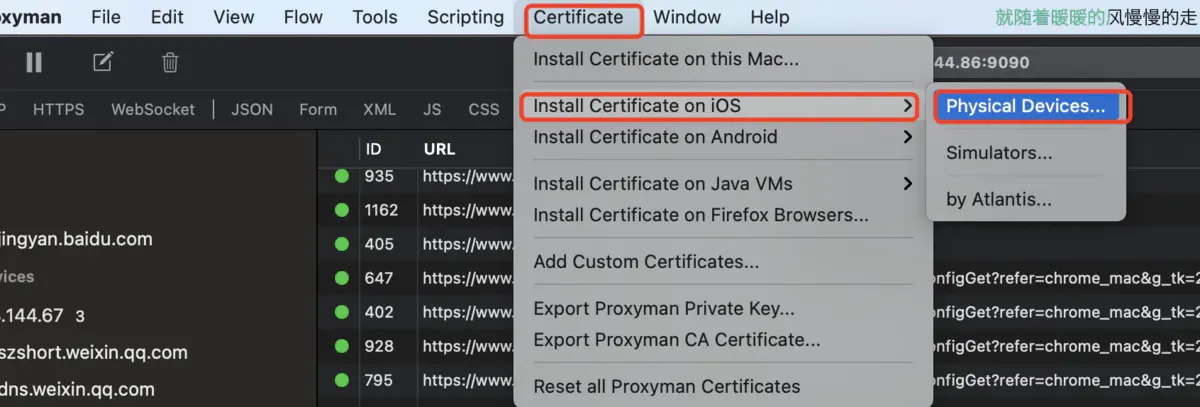 oxyman File Edit View Flow Tools Scripting Certificate Window Help 就随着暖暖的风慢慢的走
44.86:9090
P HTTPS WebSocket JSON Form XML JS CSS
Install Certificate on this Mac...
Install Certificate on iOS
Physical Devices...
Install Certificate on Android
Simulators...
Install Certificate on Java VMs
by Atlantis...
Install Certificate on Firefox Browsers...
Add Custom Certificates...
Export Proxyman Private Key...
Export Proxyman CA Certificate...
Reset all Proxyman Certificates
ID URL
935 https://www.
1162 https://www.
405 https://www.
647 https://www. onfigGet?refer=chrome_mac&g_tk=2
402 https://www. onfigGet?refer=chrome_mac&g_tk=2
928 https://www. onfigGet?refer=chrome_mac&g_tk=2
795 https://www. onfigGet?refer=chrome_mac&g_tk=2
jingyan.baidu.com
vices
.144.67 3
szshort.weixin.qq.com
dns.weixin.qq.com